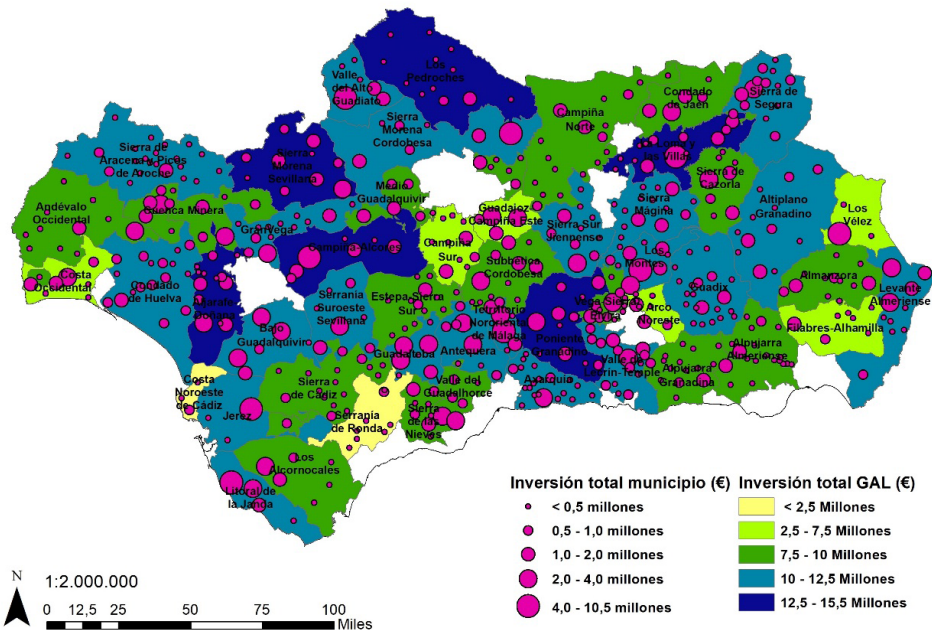 Los
Pedroches
Valle
del Alto
Guadiato
Condado
de Jaén
Sierra de
Segura
Campiña
Norte
Sierra
Morena
Cordobesa
Sierra de
Aracena y Picos
de Aroche
Sierra
Morena
Sevillana
La Loma y
las Villas
Sierra de
Cazorla
Medio
Guadalquivir
Andévalo
Occidental
Cuenca Minera
Guadajoz
Campiña Este
Sierra
Mágina
Altiplano
Granadino
Los
Vélez
Gran Vega
Campiña-Alcores
Campiña
Sur
Sierra Sur
Jiennense
Subbética
Cordobesa
Los
Montes
Costa
Occidental
Condado
de Huelva
Guadix
Almanzora
Levante
Almeriense
Aljarafe
Doñana
Serranía
Suroeste
Sevillana
Estepa-Sierra
Sur
Vega-Sierra
Elvira
Arco
Noreste
Territorio
Nororiental
de Málaga
Bajo
Guadalquivir
Poniente
Granadino
Filabres-Alhamilla
Guadalteba
Antequera
Alpujarra
Almeriense
Valle de
Lecrín-Temple
Alpujarra
Granadina
Costa
Noroeste
de Cádiz
Sierra
de Cádiz
Valle del
Guadalhorce
Axarquía
Jerez
Serranía
de Ronda
Sierra
de las
Nieves
Los
Alcornocales
Litoral de
la Janda
Inversión total municipio (€)
< 0,5 millones
0,5 - 1,0 millones
1,0 - 2,0 millones
2,0 - 4,0 millones
4,0 - 10,5 millones
Inversión total GAL (€)
< 2,5 Millones
2,5 - 7,5 Millones
7,5 - 10 Millones
10 - 12,5 Millones
12,5 - 15,5 Millones
N
1:2.000.000
0 12,5 25 50 75 100
Miles